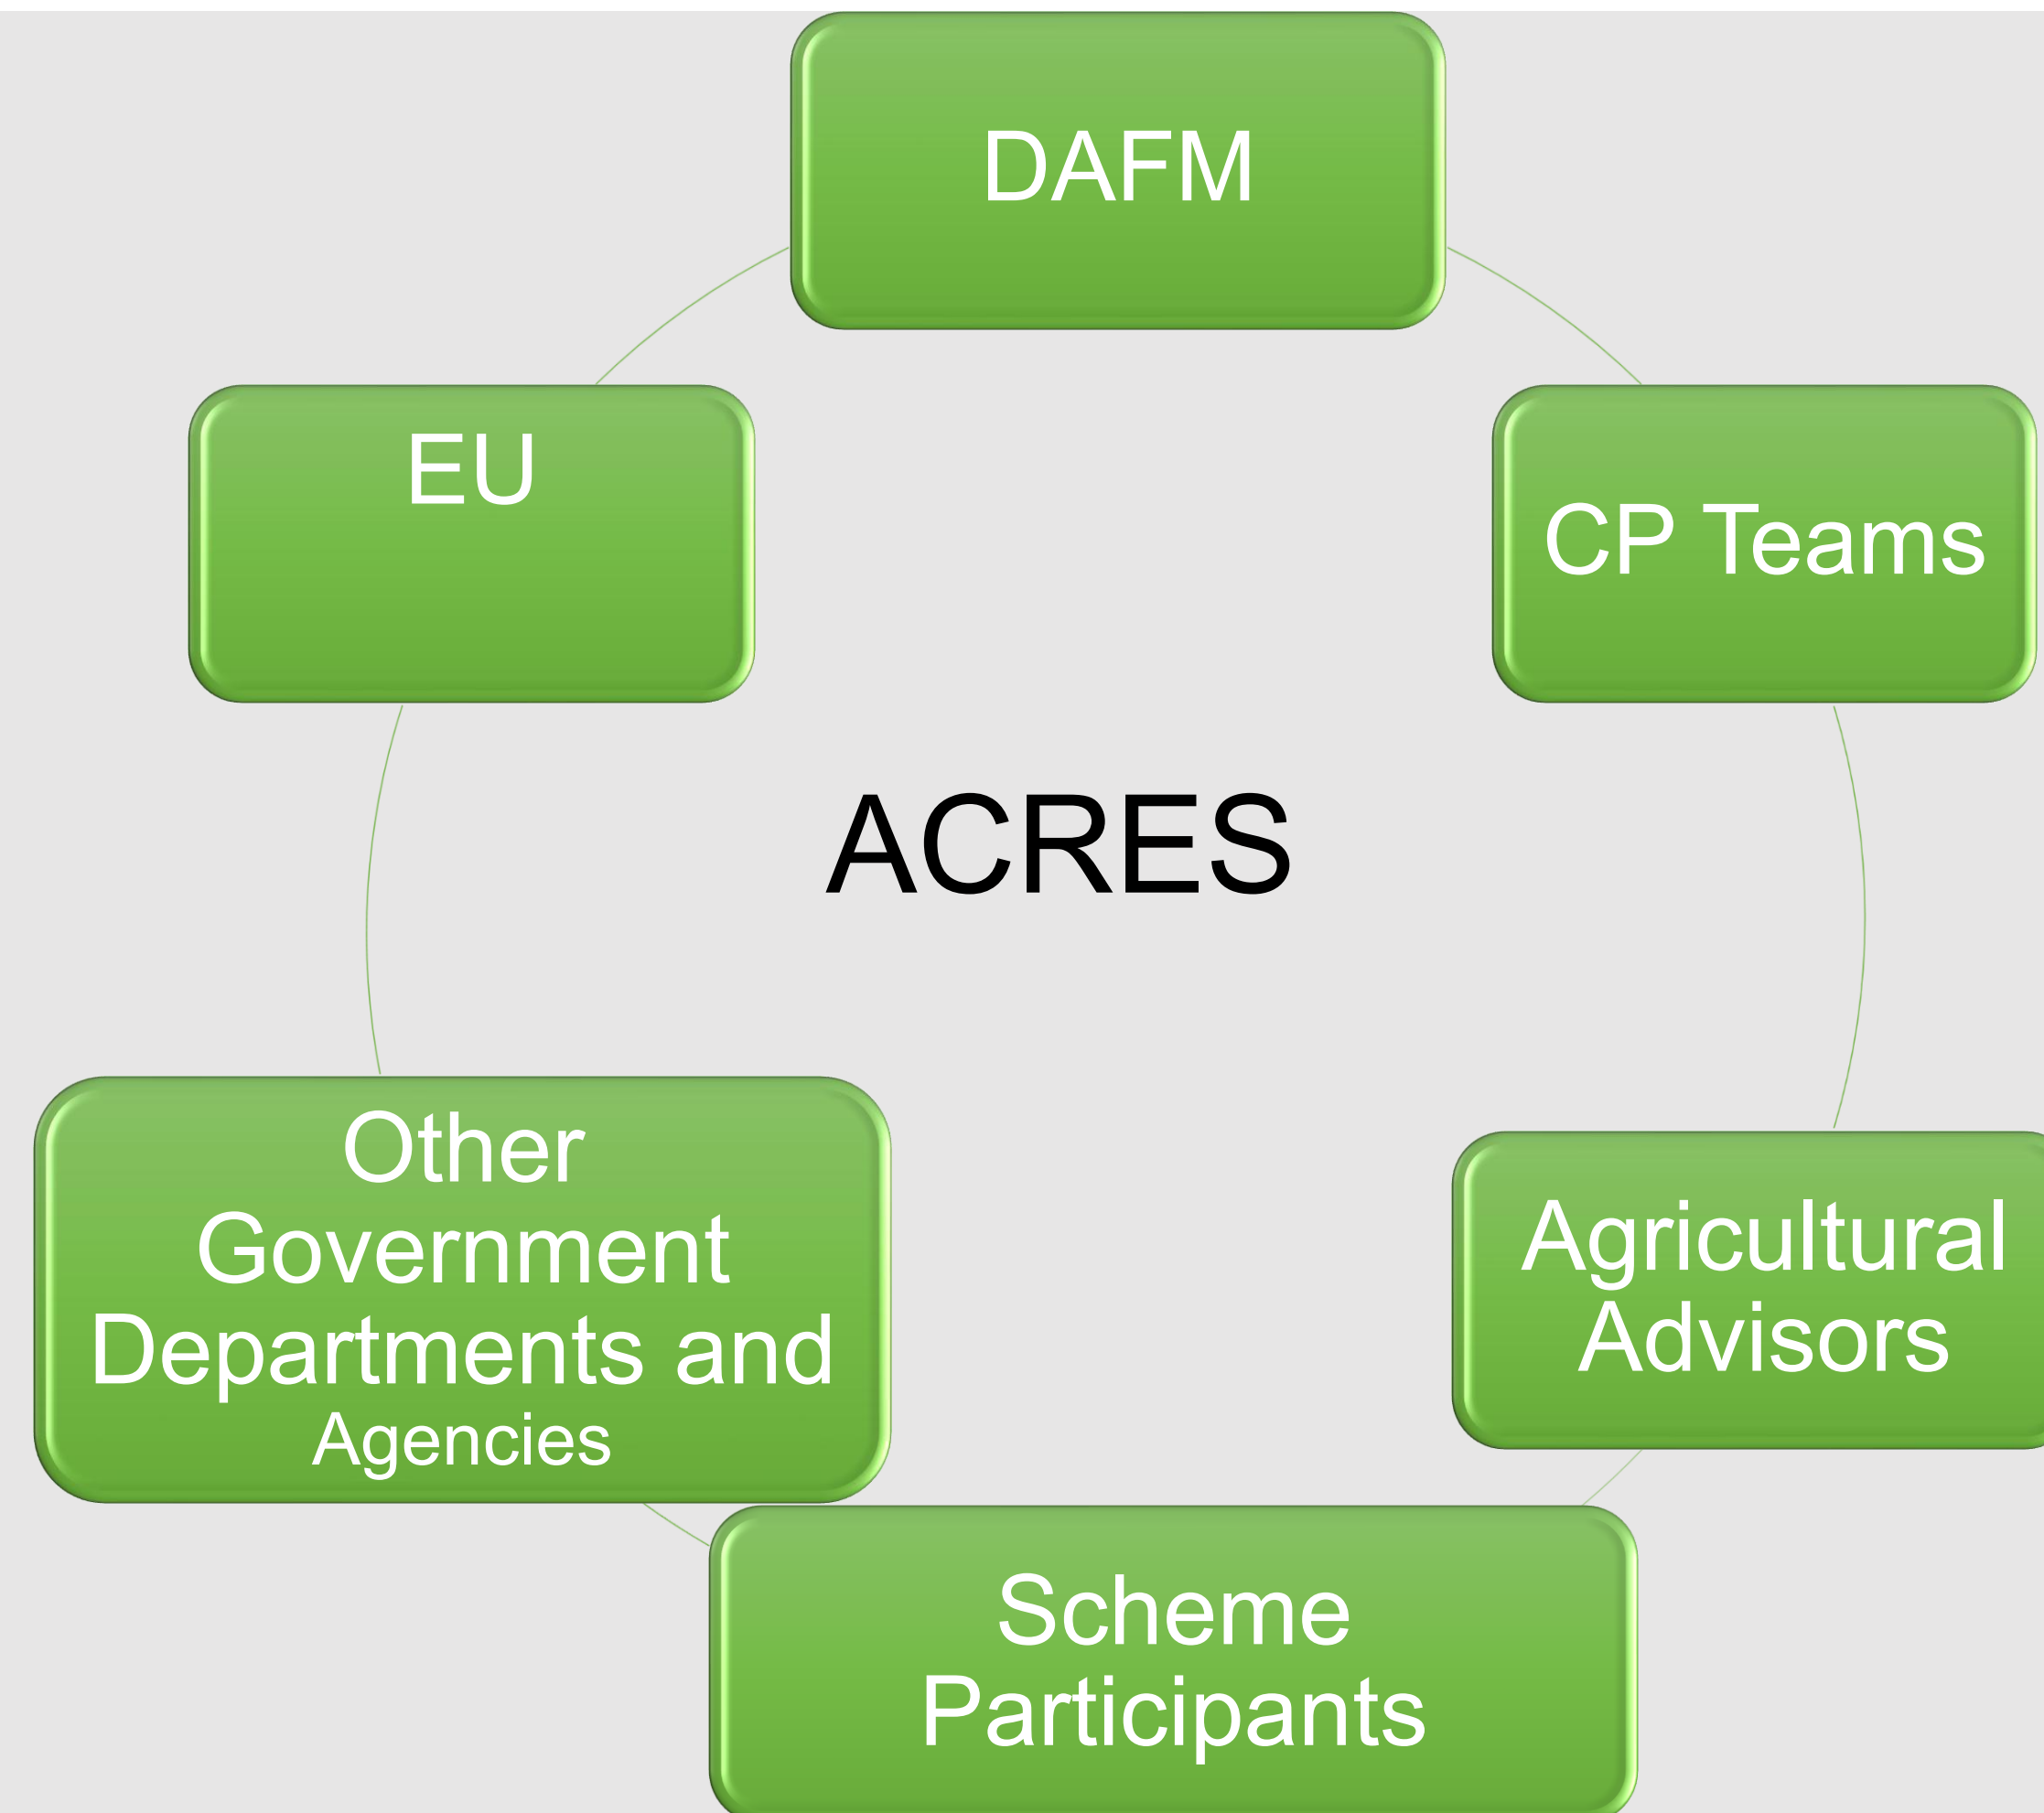 DAFM
EU
CP Teams
ACRES
Other
Government
Departments and
Agencies
Agricultural
Advisors
Scheme
Participants